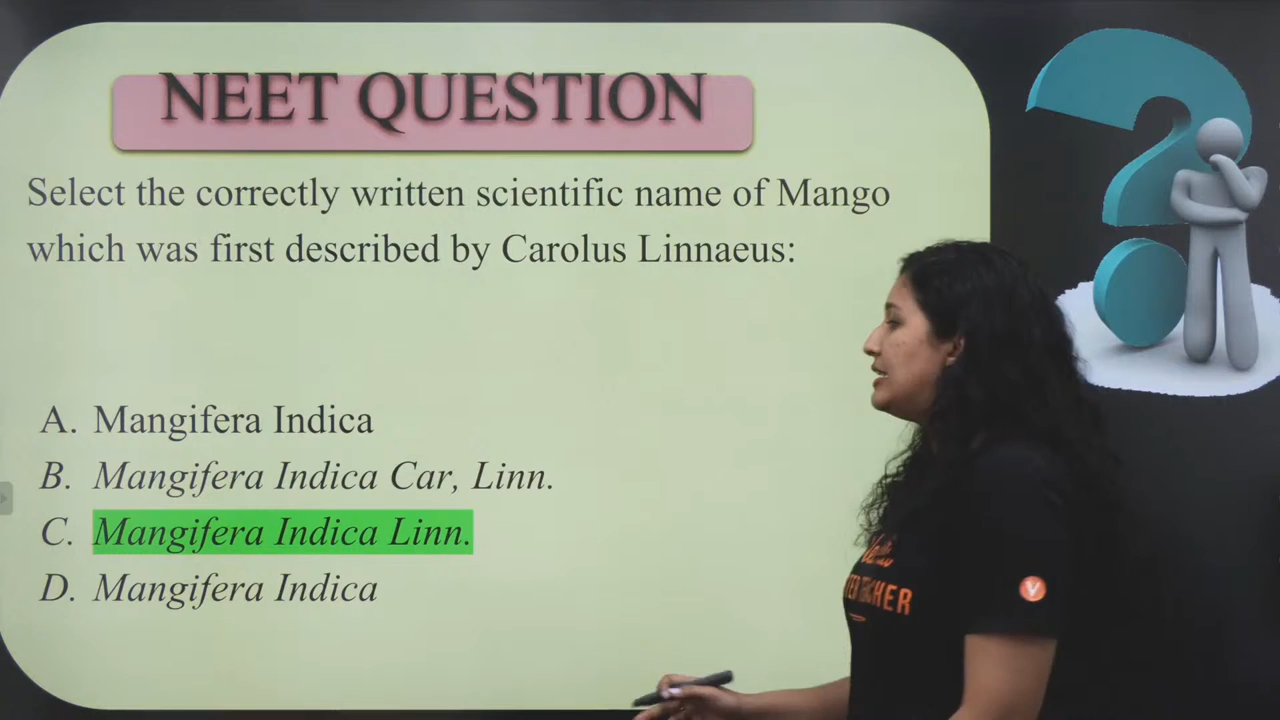 NEET QUESTION
Select the correctly written scientific name of Mango
which was first described by Carolus Linnaeus:
A. Mangifera Indica
B. Mangifera Indica Car, Linn.
C. Mangifera Indica Linn.
D. Mangifera Indica
V